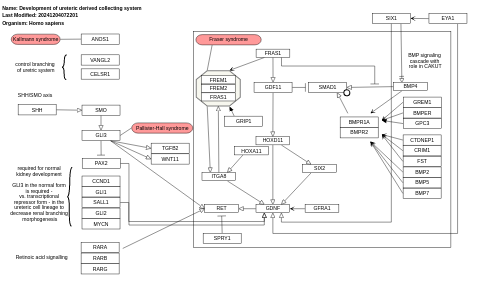 Name: Development of ureteric derived collecting system
Last Modified: 20241204072201
Organism: Homo sapiens
SIX1
EYA1
Kallmann syndrome
ANDS1
Fraser syndrome
FRAS1
VANGL2
control branching
of uretric system
CELSR1
BMP signaling
cascade with
role in CAKUT
FREM1
FREM2
FRAS1
GDF11
SMAD1
BMP4
SHH/SMO axis
SHH
SMO
GREM1
BMPER
GPC3
GRIP1
BMPR1A
BMPR2
Pallister-Hall syndrome
GLI3
HOXD11
CTDNEP1
CRIM1
FST
BMP2
BMP5
BMP7
TGFB2
WNT11
HOXA11
PAX2
SIX2
ITGA8
required for normal
kidney development
GLI3 in the normal form
is required -
vs. transcriptional
repressor form - in the
ureteric cell lineage to
decrease renal branching
morphogenesis
CCND1
GLI1
SALL1
GLI2
MYCN
RET
GDNF
GFRA1
SPRY1
Retinoic acid signalling
RARA
RARB
RARG